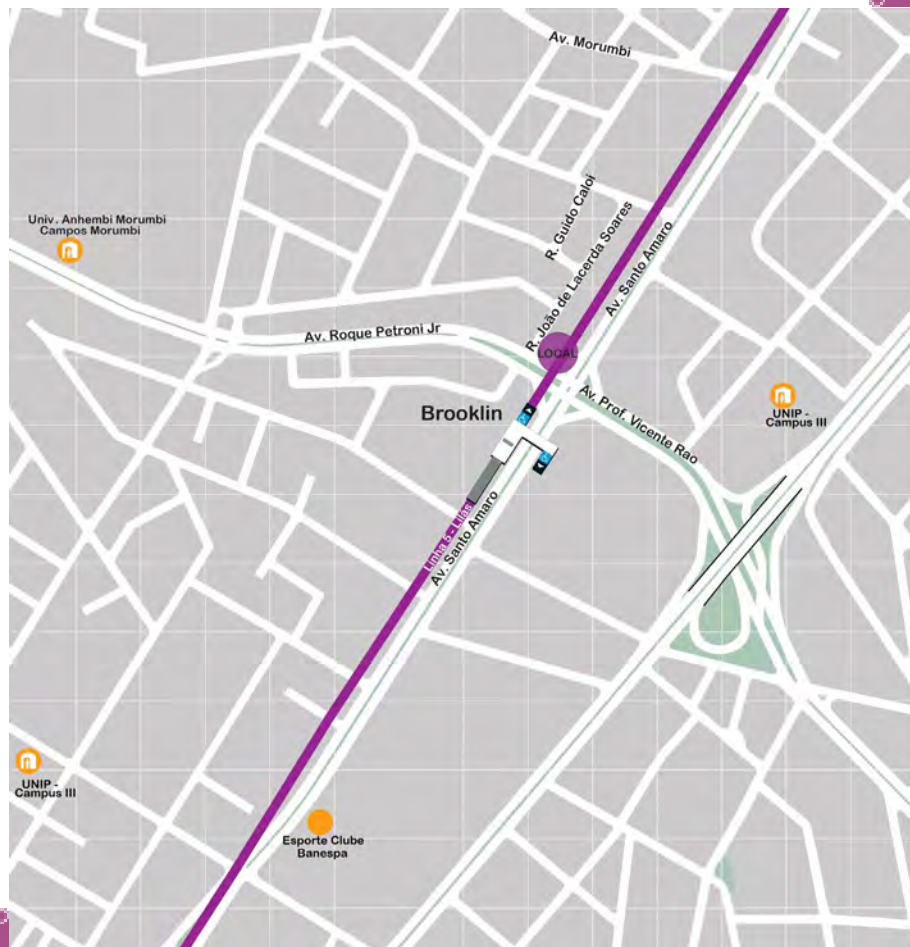 Av. Morumbi
Univ. Anhembi Morumbi
Campos Morumbi
R. Guido Caloi
R. João de Lacerda Soares
Av. Santo Amaro
Av. Roque Petroni Jr
LOCAL
Av. Prof. Vicente Rao
Brooklin
UNIP -
Campus III
Linha 5 - Lilás
Av. Santo Amaro
UNIP -
Campus III
Esporte Clube
Banespa